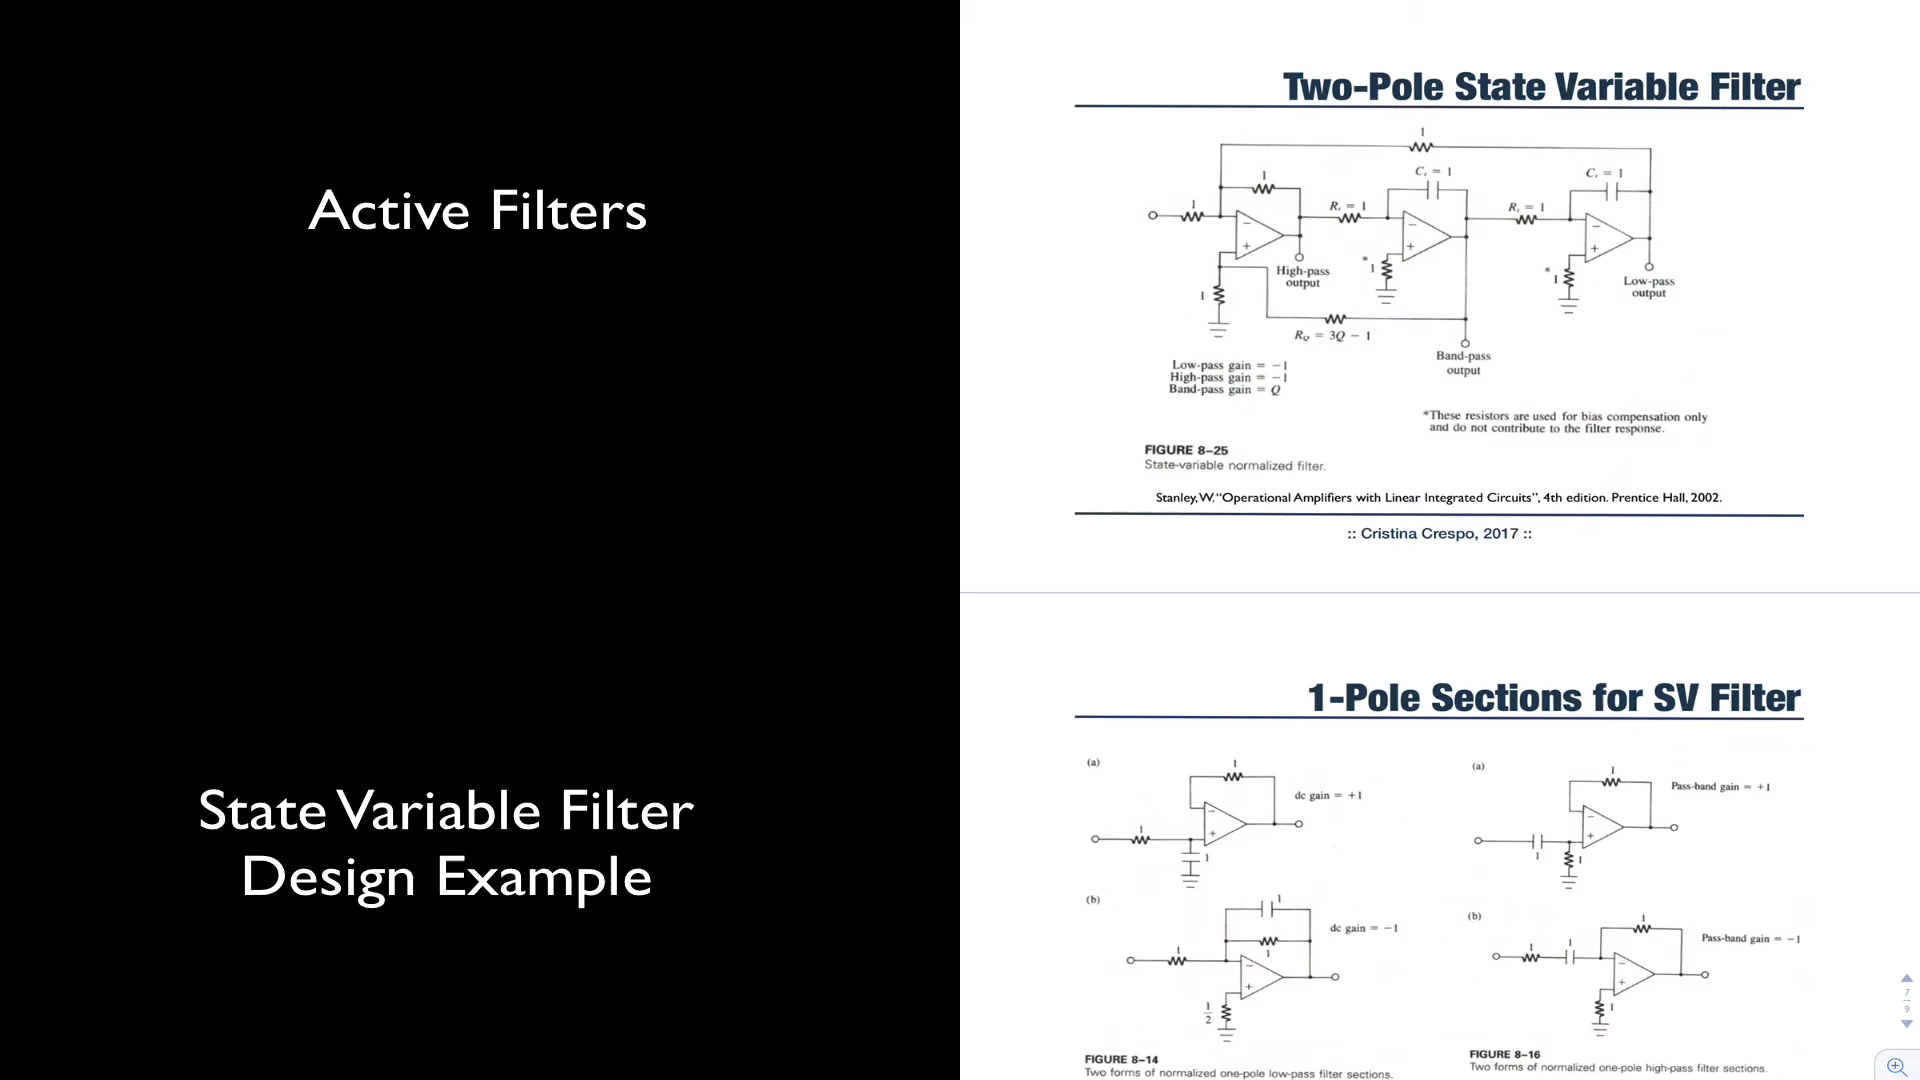 Active Filters
State Variable Filter
Design Example
Two-Pole State Variable Filter
1
1
C, = 1
C, = 1
1
R, = 1
R, = 1
−
+
−
+
−
+
High-pass
output
* 1
* 1
Low-pass
output
1
R_Q = 3Q − 1
Band-pass
output
Low-pass gain = −1
High-pass gain = −1
Band-pass gain = Q
*These resistors are used for bias compensation only
and do not contribute to the filter response.
FIGURE 8–25
State-variable normalized filter.
Stanley, W. "Operational Amplifiers with Linear Integrated Circuits", 4th edition. Prentice Hall, 2002.
:: Cristina Crespo, 2017 ::
1-Pole Sections for SV Filter
(a)
1
dc gain = +1
1
−
+
1
(b)
1
dc gain = −1
1
1
−
+
1
2
FIGURE 8–14
Two forms of normalized one-pole low-pass filter sections.
(a)
1
Pass-band gain = +1
−
+
1
1
(b)
1
Pass-band gain = −1
1
1
−
+
1
FIGURE 8–16
Two forms of normalized one-pole high-pass filter sections.
7
9